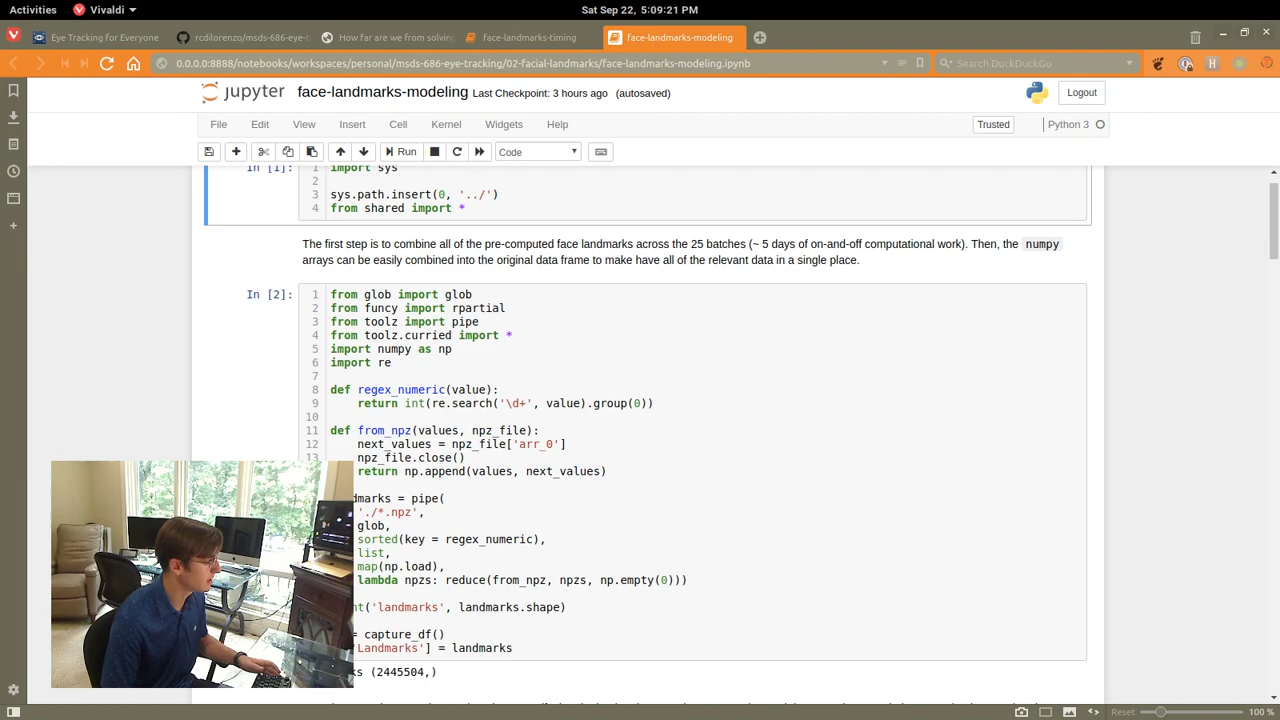 Activities Vivaldi Sat Sep 22, 5:09:21 PM
Eye Tracking for Everyone rcdilorenzo/msds-686-eye- How far are we from solving face-landmarks-timing face-landmarks-modeling
0.0.0.0:8888/notebooks/workspaces/personal/msds-686-eye-tracking/02-facial-landmarks/face-landmarks-modeling.ipynb Search DuckDuckGo
jupyter face-landmarks-modeling Last Checkpoint: 3 hours ago (autosaved) Logout
File Edit View Insert Cell Kernel Widgets Help Trusted Python 3
Run Code
In [1]: 1 import sys
2
3 sys.path.insert(0, '../')
4 from shared import *
The first step is to combine all of the pre-computed face landmarks across the 25 batches (~ 5 days of on-and-off computational work). Then, the numpy
arrays can be easily combined into the original data frame to make have all of the relevant data in a single place.
In [2]: 1 from glob import glob
2 from funcy import rpartial
3 from toolz import pipe
4 from toolz.curried import *
5 import numpy as np
6 import re
7
8 def regex_numeric(value):
9 return int(re.search('\d+', value).group(0))
10
11 def from_npz(values, npz_file):
12 next_values = npz_file['arr_0']
13 npz_file.close()
return np.append(values, next_values)
dmarks = pipe(
'./*.npz',
glob,
sorted(key = regex_numeric),
list,
map(np.load),
lambda npzs: reduce(from_npz, npzs, np.empty(0)))
nt('landmarks', landmarks.shape)
= capture_df()
'Landmarks'] = landmarks
ks (2445504,)
Reset 100 %